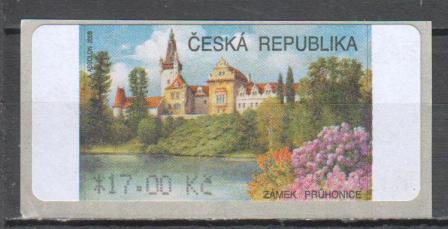 ČESKÁ REPUBLIKA
*17.00 Kč
ZÁMEK PRŮHONICE